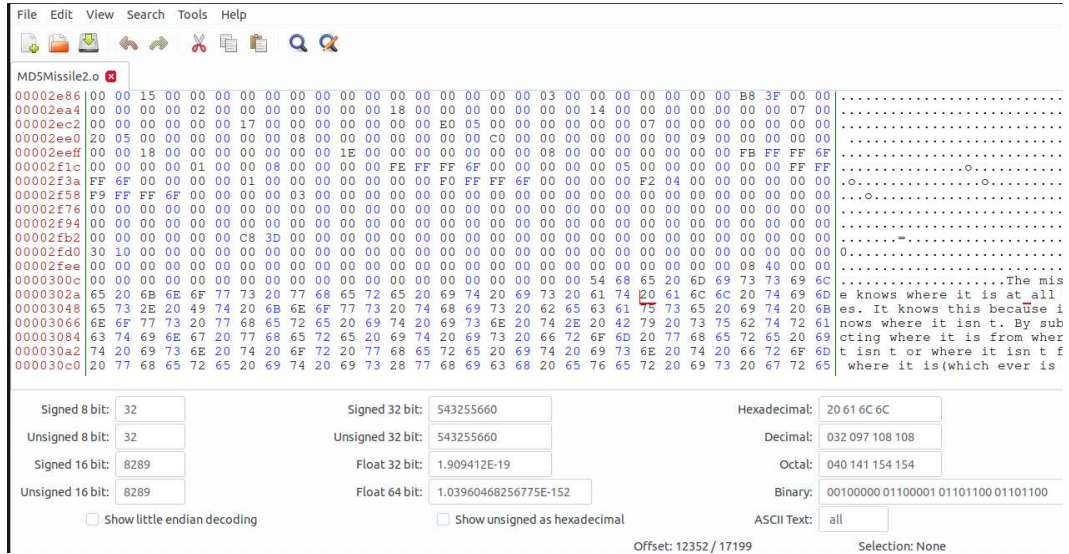 File Edit View Search Tools Help
MD5Missile2.o
00002e86 00 00 15 00 00 00 00 00 00 00 00 00 00 00 00 00 00 00 03 00 00 00 00 00 00 00 B8 3F 00 00 ...........................
00002ea4 00 00 00 00 02 00 00 00 00 00 00 00 18 00 00 00 00 00 00 00 14 00 00 00 00 00 00 00 07 00 ...........................
00002ec2 00 00 00 00 00 00 17 00 00 00 00 00 00 00 E0 05 00 00 00 00 00 00 07 00 00 00 00 00 00 00 ...........................
00002ee0 20 05 00 00 00 00 00 00 08 00 00 00 00 00 00 00 C0 00 00 00 00 00 00 00 09 00 00 00 00 00 ...........................
00002eff 00 00 18 00 00 00 00 00 00 00 1E 00 00 00 00 00 00 00 08 00 00 00 00 00 00 00 FB FF FF 6F ...........................
00002f1c 00 00 00 00 01 00 00 08 00 00 00 00 FE FF FF 6F 00 00 00 00 00 05 00 00 00 00 00 00 FF FF ...............o...........
00002f3a FF 6F 00 00 00 00 01 00 00 00 00 00 00 00 F0 FF FF 6F 00 00 00 00 F2 04 00 00 00 00 00 00 .o...............o.........
00002f58 F9 FF FF 6F 00 00 00 00 03 00 00 00 00 00 00 00 00 00 00 00 00 00 00 00 00 00 00 00 00 00 ...o.......................
00002f76 00 00 00 00 00 00 00 00 00 00 00 00 00 00 00 00 00 00 00 00 00 00 00 00 00 00 00 00 00 00 ...........................
00002f94 00 00 00 00 00 00 00 00 00 00 00 00 00 00 00 00 00 00 00 00 00 00 00 00 00 00 00 00 00 00 ...........................
00002fb2 00 00 00 00 00 00 C8 3D 00 00 00 00 00 00 00 00 00 00 00 00 00 00 00 00 00 00 00 00 00 00 .......=...................
00002fd0 30 10 00 00 00 00 00 00 00 00 00 00 00 00 00 00 00 00 00 00 00 00 00 00 00 00 00 00 00 00 0..........................
00002fee 00 00 00 00 00 00 00 00 00 00 00 00 00 00 00 00 00 00 00 00 00 00 00 00 00 00 08 40 00 00 ...........................
0000300c 00 00 00 00 00 00 00 00 00 00 00 00 00 00 00 00 00 00 00 00 54 68 65 20 6D 69 73 73 69 6C ....................The mis
0000302a 65 20 6B 6E 6F 77 73 20 77 68 65 72 65 20 69 74 20 69 73 20 61 74 20 61 6C 6C 20 74 69 6D e knows where it is at all
00003048 65 73 2E 20 49 74 20 6B 6E 6F 77 73 20 74 68 69 73 20 62 65 63 61 75 73 65 20 69 74 20 6B es. It knows this because i
00003066 6E 6F 77 73 20 77 68 65 72 65 20 69 74 20 69 73 6E 20 74 2E 20 42 79 20 73 75 62 74 72 61 nows where it isn t. By sub
00003084 63 74 69 6E 67 20 77 68 65 72 65 20 69 74 20 69 73 20 66 72 6F 6D 20 77 68 65 72 65 20 69 cting where it is from wher
000030a2 74 20 69 73 6E 20 74 20 6F 72 20 77 68 65 72 65 20 69 74 20 69 73 6E 20 74 20 66 72 6F 6D t isn t or where it isn t f
000030c0 20 77 68 65 72 65 20 69 74 20 69 73 28 77 68 69 63 68 20 65 76 65 72 20 69 73 20 67 72 65 where it is(which ever is
Signed 8 bit: 32 Signed 32 bit: 543255660 Hexadecimal: 20 61 6C 6C
Unsigned 8 bit: 32 Unsigned 32 bit: 543255660 Decimal: 032 097 108 108
Signed 16 bit: 8289 Float 32 bit: 1.909412E-19 Octal: 040 141 154 154
Unsigned 16 bit: 8289 Float 64 bit: 1.03960468256775E-152 Binary: 00100000 01100001 01101100 01101100
Show little endian decoding Show unsigned as hexadecimal ASCII Text: all
Offset: 12352 / 17199 Selection: None